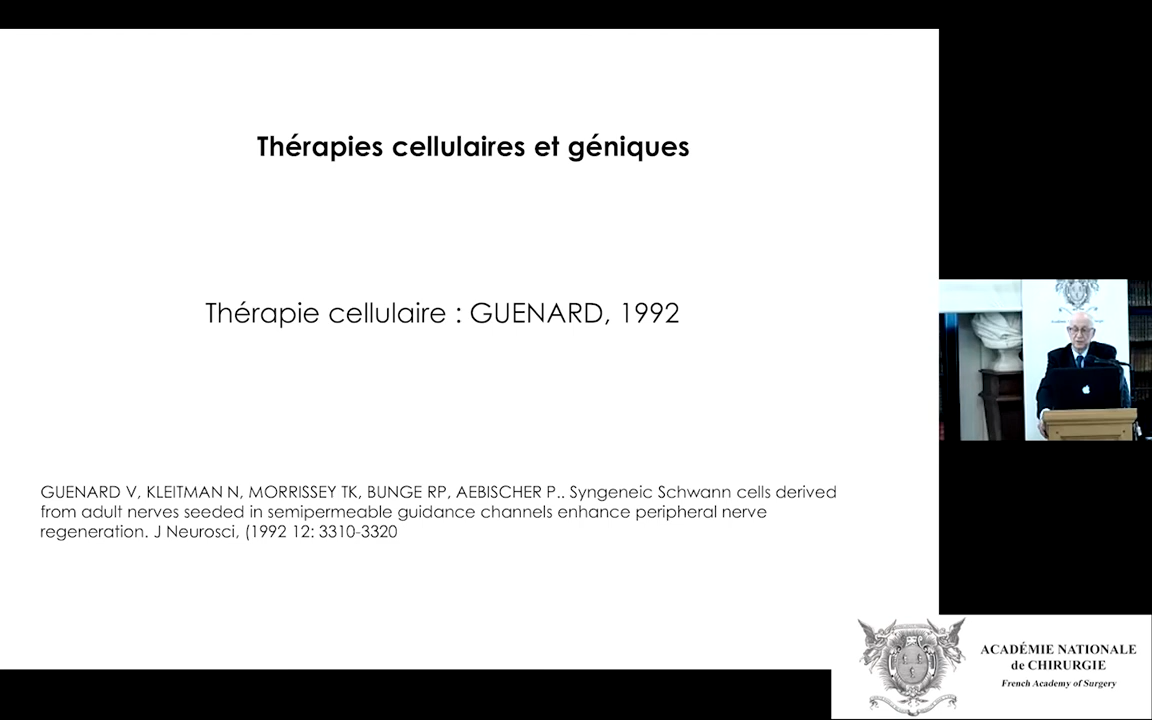 Thérapies cellulaires et géniques
Thérapie cellulaire : GUENARD, 1992
GUENARD V, KLEITMAN N, MORRISSEY TK, BUNGE RP, AEBISCHER P.. Syngeneic Schwann cells derived
from adult nerves seeded in semipermeable guidance channels enhance peripheral nerve
regeneration. J Neurosci, (1992 12: 3310-3320
ACADÉMIE NATIONALE
de CHIRURGIE
French Academy of Surgery